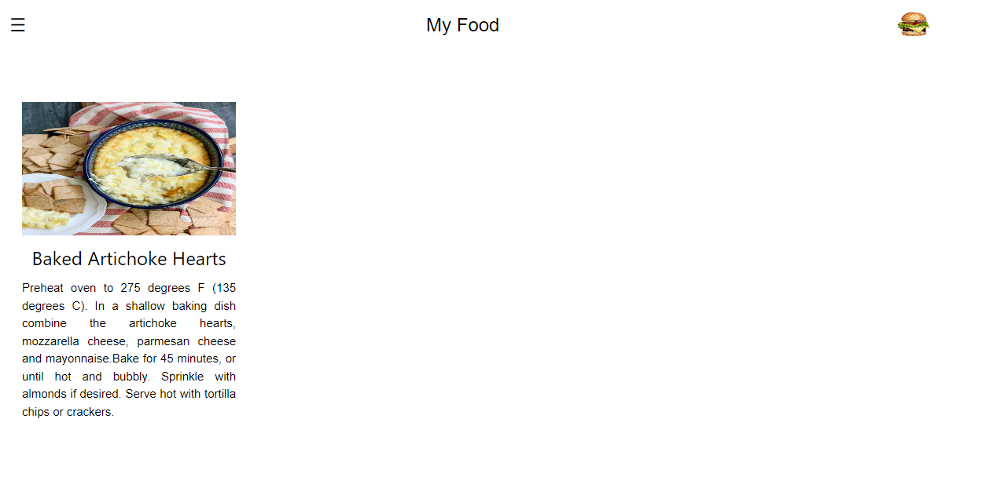 ☰
My Food
Baked Artichoke Hearts
Preheat oven to 275 degrees F (135
degrees C). In a shallow baking dish
combine the artichoke hearts,
mozzarella cheese, parmesan cheese
and mayonnaise.Bake for 45 minutes, or
until hot and bubbly. Sprinkle with
almonds if desired. Serve hot with tortilla
chips or crackers.